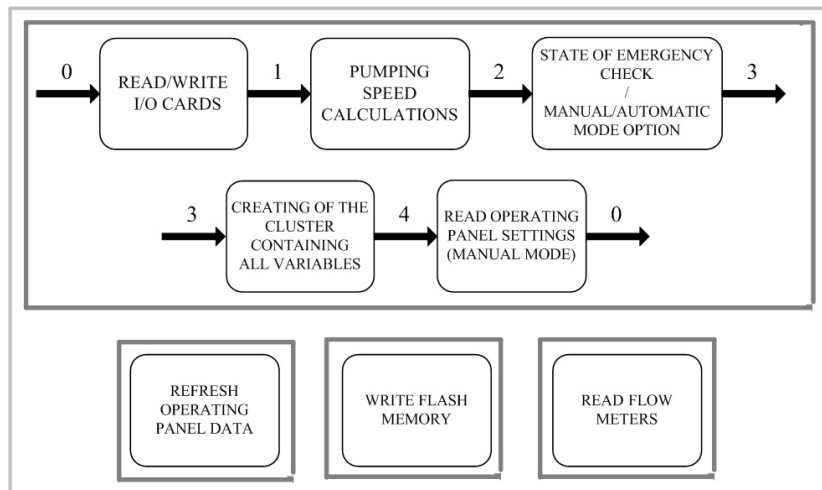 0
READ/WRITE
I/O CARDS
1
PUMPING
SPEED
CALCULATIONS
2
STATE OF EMERGENCY
CHECK
/
MANUAL/AUTOMATIC
MODE OPTION
3
3
CREATING OF THE
CLUSTER
CONTAINING
ALL VARIABLES
4
READ OPERATING
PANEL SETTINGS
(MANUAL MODE)
0
REFRESH
OPERATING
PANEL DATA
WRITE FLASH
MEMORY
READ FLOW
METERS